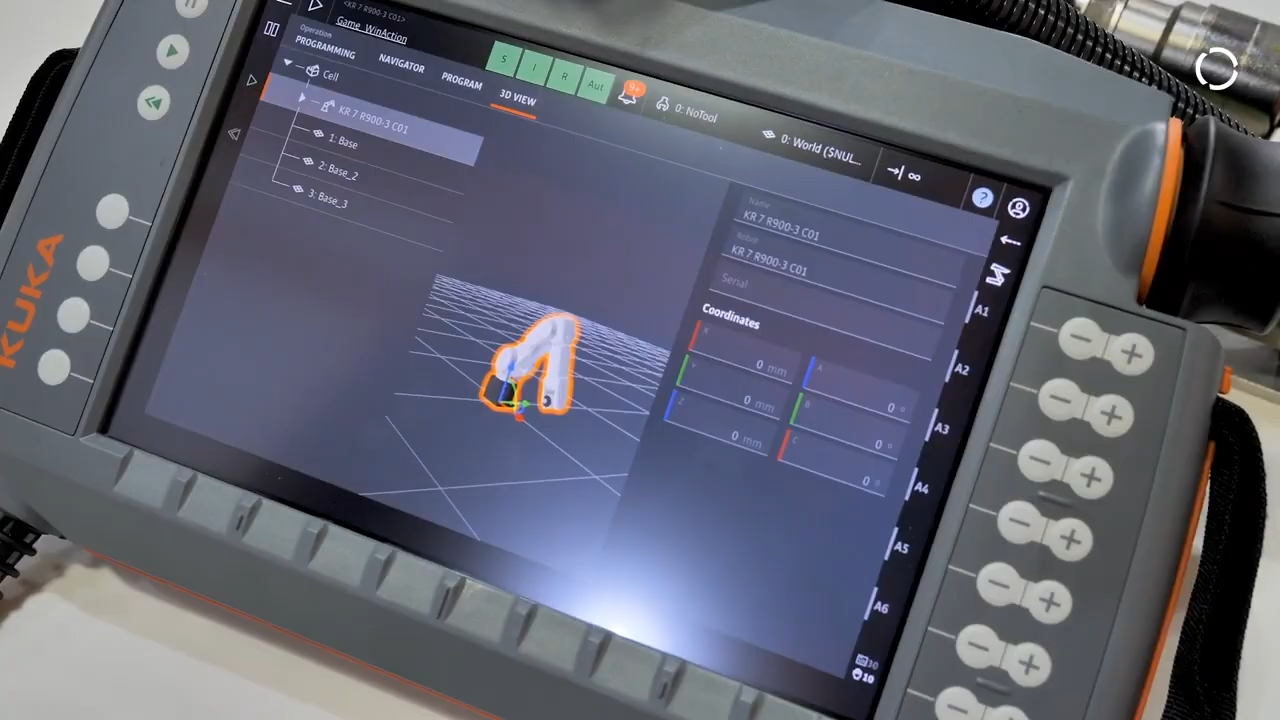 <KR 7 R900-3 C01>
Game_WinAction
Operation
PROGRAMMING
NAVIGATOR
PROGRAM
3D VIEW
S
I
R
Aut
9+
0: NoTool
0: World ($NUL...
∞
?
Cell
KR 7 R900-3 C01
1: Base
2: Base_2
3: Base_3
Name
KR 7 R900-3 C01
Robot
KR 7 R900-3 C01
Serial
Coordinates
X
0 mm
A
0 °
Y
0 mm
B
0 °
Z
0 mm
C
0 °
A1
A2
A3
A4
A5
A6
10
10
KUKA